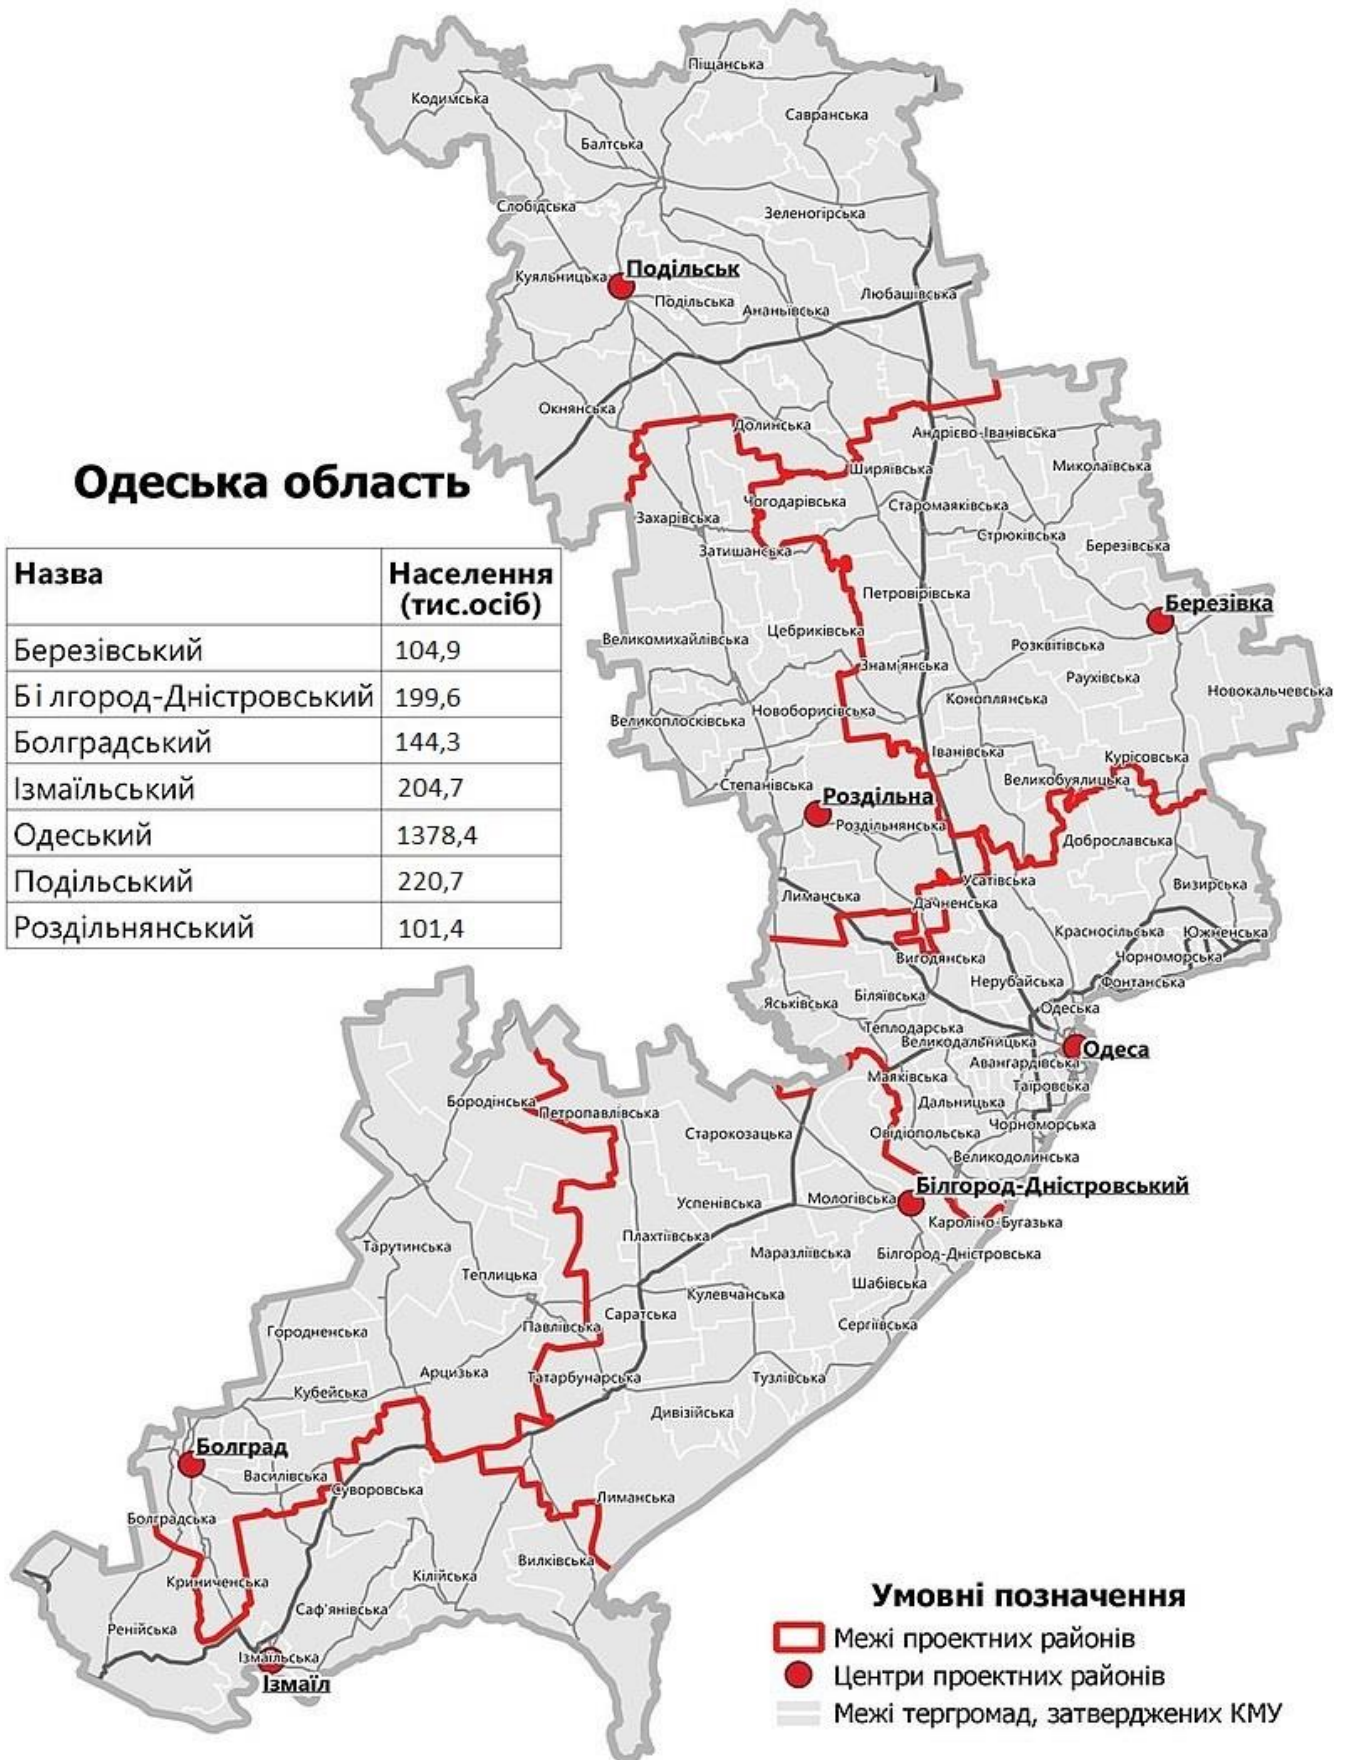 Піщанська
Кодимська
Савранська
Балтська
Слобідська
Зеленогірська
Подільськ
Куяльницька
Любашівська
Подільська
Ананьївська
Окнянська
Долинська
Андрієво-Іванівська
Ширяївська
Миколаївська
Одеська область
Чогодарівська
Старомаяківська
Захарівська
Стрюківська
Затишанська
Березівська
Назва Населення
(тис.осіб)
Березівський 104,9
Бі лгород-Дністровський 199,6
Болградський 144,3
Ізмаїльський 204,7
Одеський 1378,4
Подільський 220,7
Роздільнянський 101,4
Петровірівська
Березівка
Цебриківська
Великомихайлівська
Розквітівська
Знам'янська
Раухівська
Новокальчевська
Коноплянська
Новоборисівська
Великоплосківська
Іванівська
Курісовська
Великобуялицька
Степанівська
Роздільна
Роздільнянська
Доброславська
Усатівська
Визирська
Лиманська
Дачненська
Красносільська
Южненська
Вигодянська
Чорноморська
Нерубайська
Фонтанська
Біляївська
Яськівська
Одеська
Теплодарська
Великодальницька
Одеса
Авангардівська
Маяківська
Таїровська
Дальницька
Бородінська
Петропавлівська
Чорноморська
Старокозацька
Овідіопольська
Великодолинська
Білгород-Дністровський
Мологівська
Успенівська
Кароліно-Бугазька
Плахтіївська
Тарутинська
Маразліївська
Білгород-Дністровська
Теплицька
Шабівська
Кулевчанська
Саратська
Павлівська
Сергіївська
Городненська
Арцизька
Татарбунарська
Тузлівська
Кубейська
Дивізійська
Болград
Василівська
Суворовська
Лиманська
Болградська
Вилківська
Криниченська
Кілійська
Саф'янівська
Ренійська
Ізмаїльська
Ізмаїл
Умовні позначення
Межі проектних районів
Центри проектних районів
Межі тергромад, затверджених КМУ